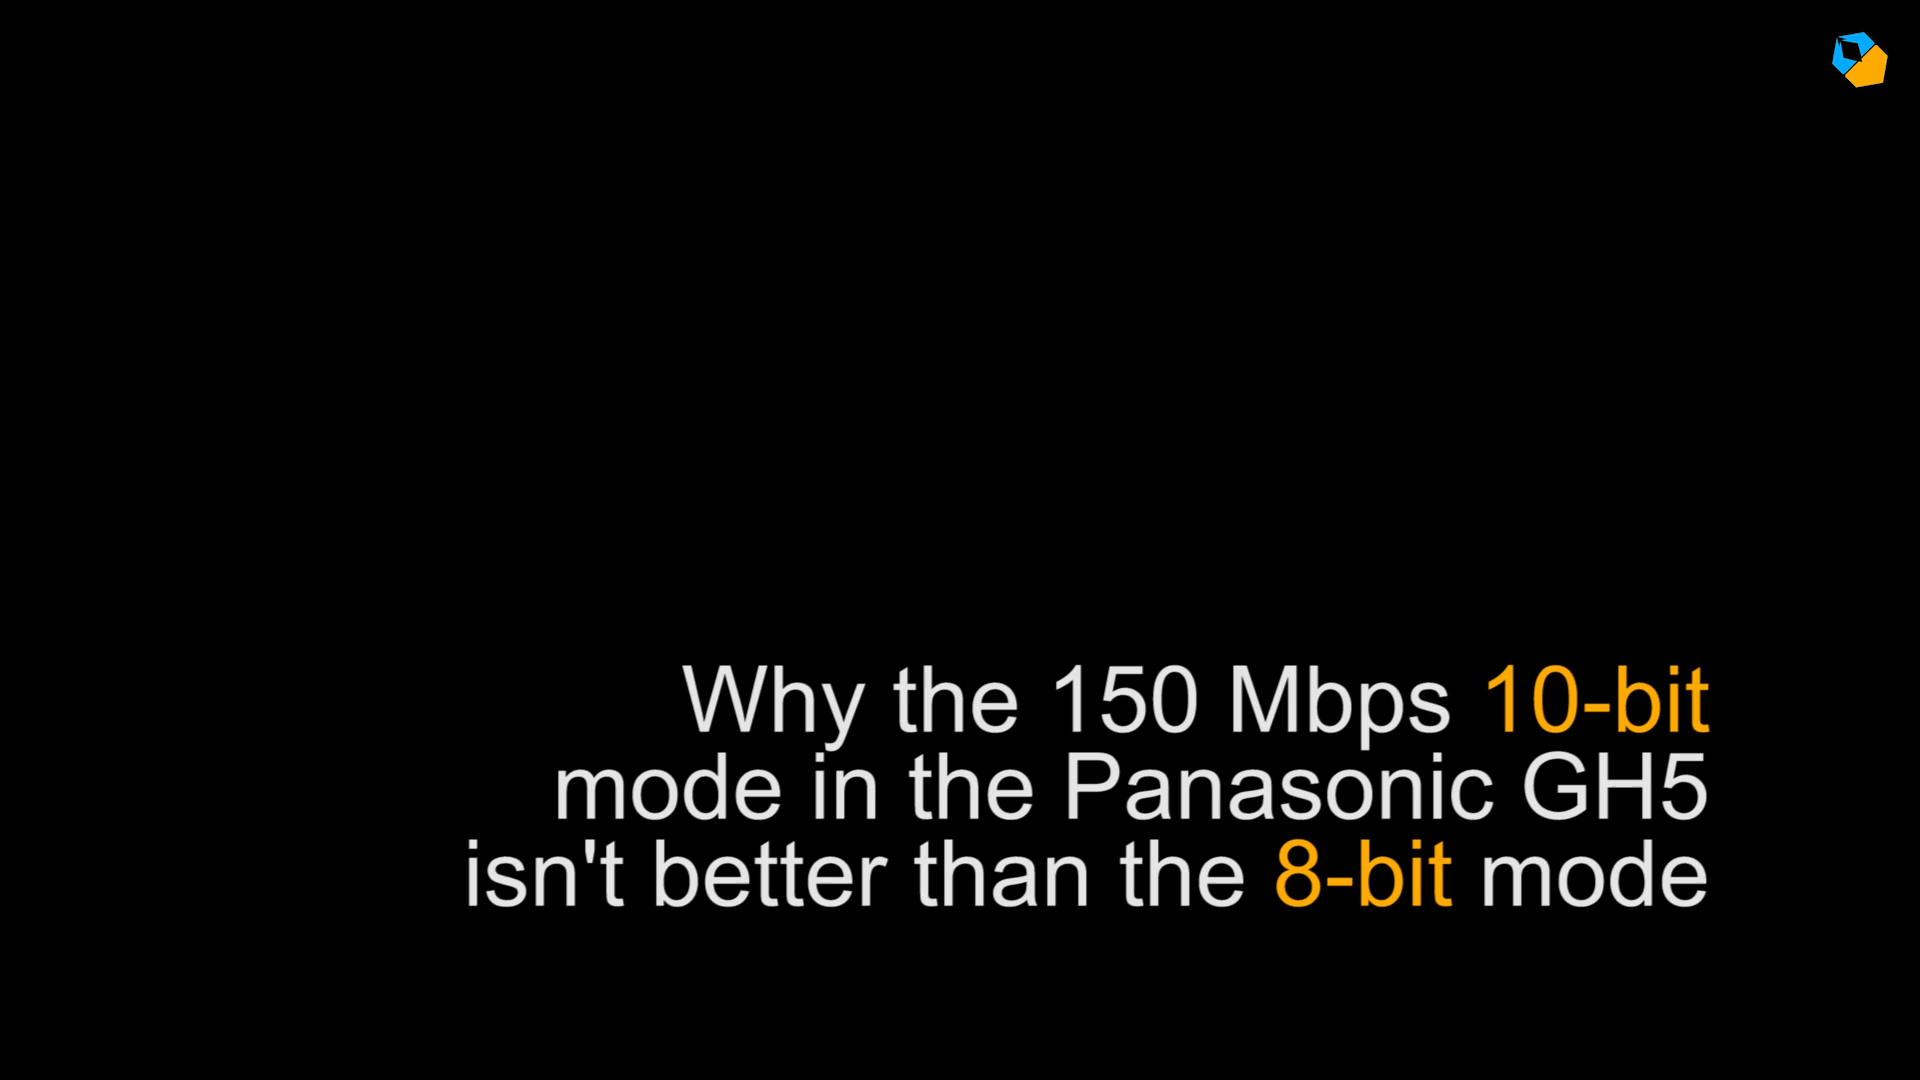 Why the 150 Mbps 10-bit
mode in the Panasonic GH5
isn't better than the 8-bit mode